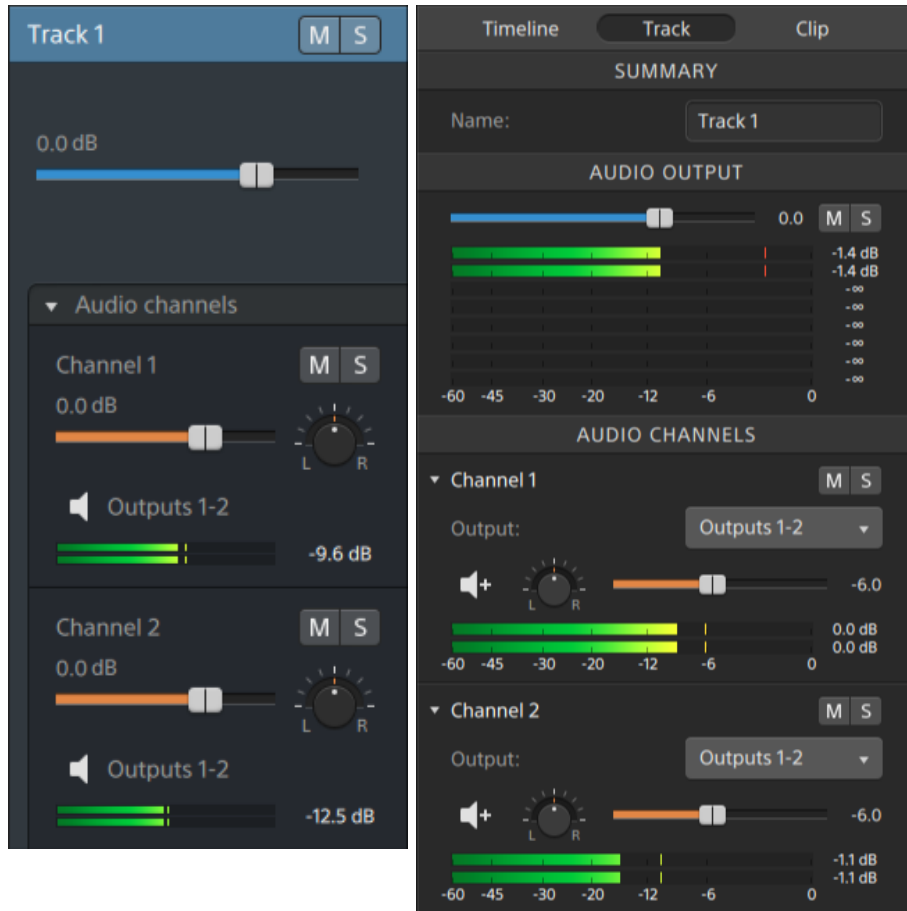 Track 1 M S
0.0 dB
Audio channels
Channel 1 M S
0.0 dB
L R
Outputs 1-2
-9.6 dB
Channel 2 M S
0.0 dB
L R
Outputs 1-2
-12.5 dB
Timeline Track Clip
SUMMARY
Name: Track 1
AUDIO OUTPUT
0.0 M S
-1.4 dB
-1.4 dB
-∞
-∞
-∞
-∞
-∞
-∞
-60 -45 -30 -20 -12 -6 0
AUDIO CHANNELS
Channel 1 M S
Output: Outputs 1-2
+ L R -6.0
0.0 dB
0.0 dB
-60 -45 -30 -20 -12 -6 0
Channel 2 M S
Output: Outputs 1-2
+ L R -6.0
-1.1 dB
-1.1 dB
-60 -45 -30 -20 -12 -6 0